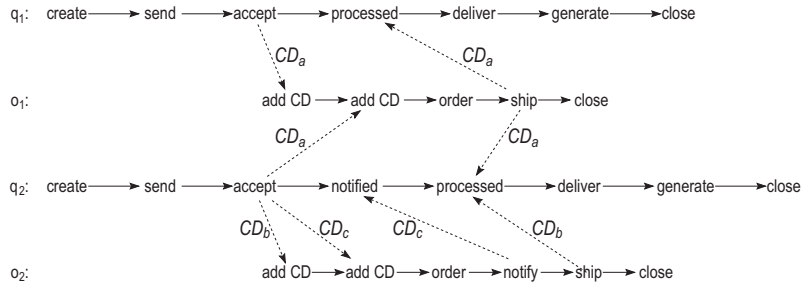 q1: create send accept processed deliver generate close
CDa CDa
o1: add CD add CD order ship close
CDa CDa
q2: create send accept notified processed deliver generate close
CDb CDc CDc CDb
o2: add CD add CD order notify ship close